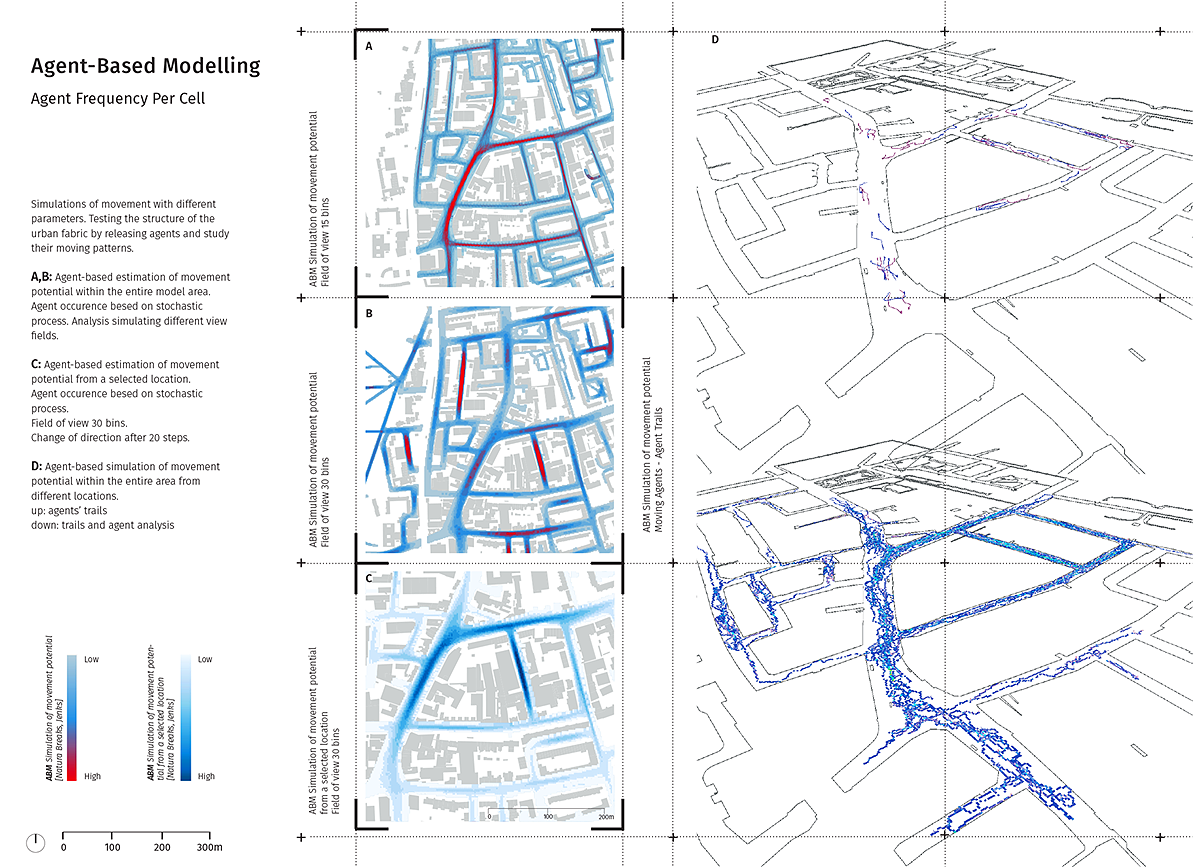 Agent-Based Modelling
Agent Frequency Per Cell
Simulations of movement with different
parameters. Testing the structure of the
urban fabric by releasing agents and study
their moving patterns.
A,B: Agent-based estimation of movement
potential within the entire model area.
Agent occurence besed on stochastic
process. Analysis simulating different view
fields.
C: Agent-based estimation of movement
potential from a selected location.
Agent occurence besed on stochastic
process.
Field of view 30 bins.
Change of direction after 20 steps.
D: Agent-based simulation of movement
potential within the entire area from
different locations.
up: agents' trails
down: trails and agent analysis
ABM Simulation of movement potential
[Natura Breaks, Jenks]
Low
High
ABM Simulation of movement poten-
tial from a selected location
[Natura Breaks, Jenks]
Low
High
0 100 200 300m
A
ABM Simulation of movement potential
Field of view 15 bins
B
ABM Simulation of movement potential
Field of view 30 bins
C
ABM Simulation of movement potential
from a selected location
Field of view 30 bins
0 100 200m
ABM Simulation of movement potential
Moving Agents - Agent Trails
D